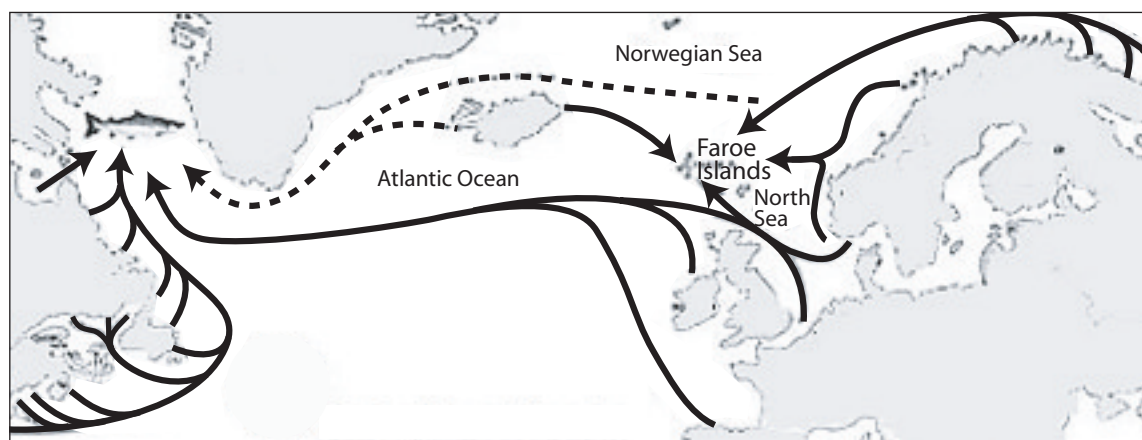 Norwegian Sea
Faroe
Islands
Atlantic Ocean
North
Sea